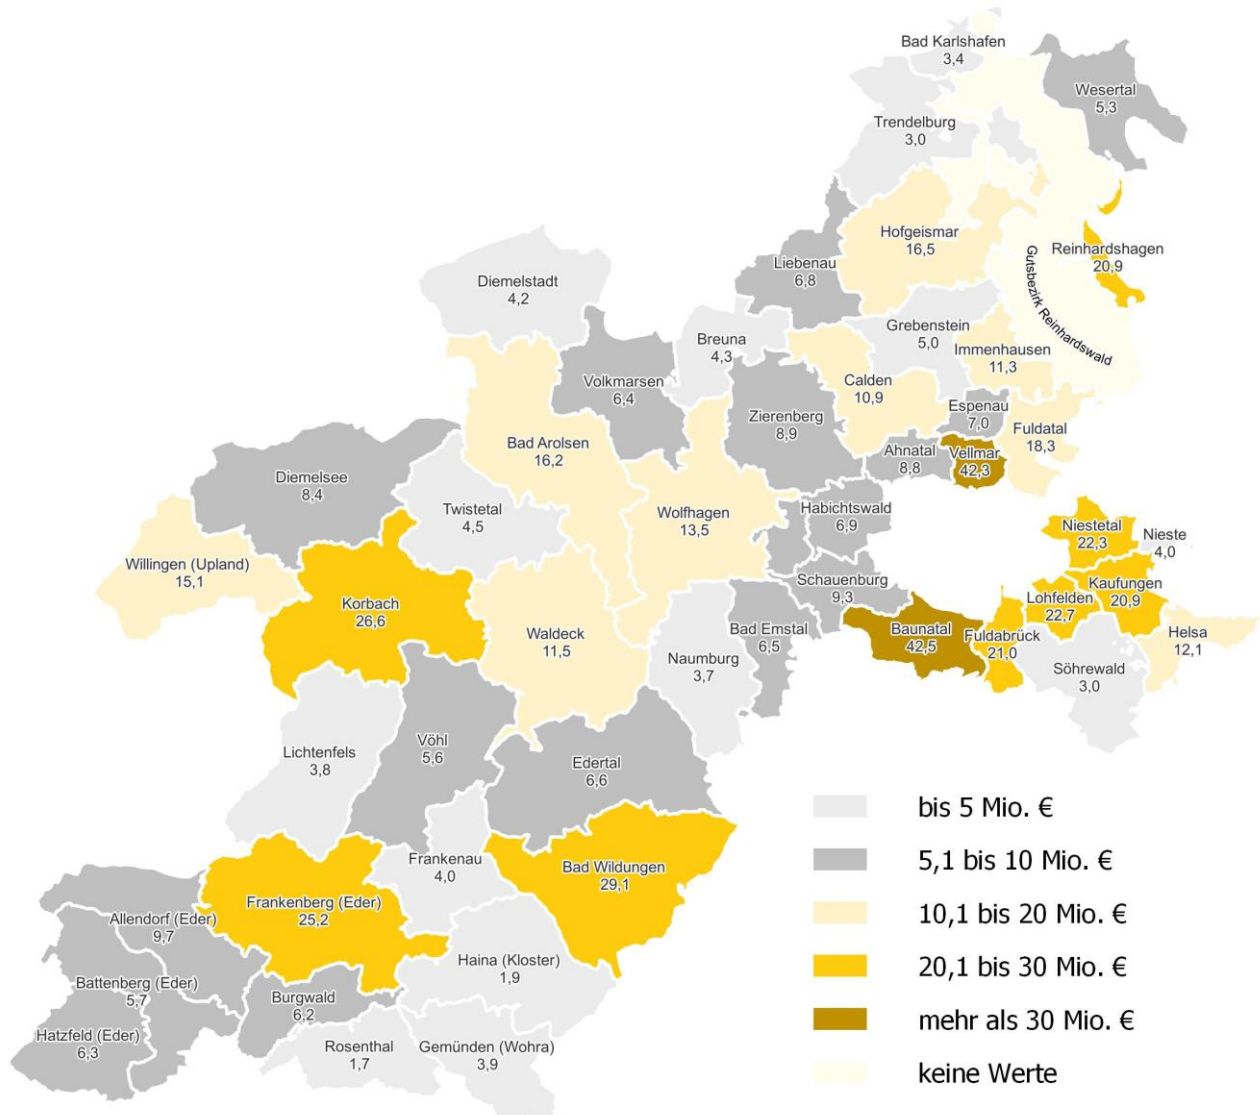 Bad Karlshafen
3,4
Wesertal
5,3
Trendelburg
3,0
Hofgeismar
16,5
Reinhardshagen
20,9
Gutsbezirk Reinhardswald
Liebenau
6,8
Diemelstadt
4,2
Grebenstein
5,0
Breuna
4,3
Immenhausen
11,3
Volkmarsen
6,4
Calden
10,9
Zierenberg
8,9
Espenau
7,0
Fuldatal
18,3
Bad Arolsen
16,2
Ahnatal
8,8
Vellmar
42,3
Diemelsee
8,4
Twistetal
4,5
Wolfhagen
13,5
Habichtswald
6,9
Niestetal
22,3
Nieste
4,0
Willingen (Upland)
15,1
Schauenburg
9,3
Kaufungen
20,9
Lohfelden
22,7
Korbach
26,6
Waldeck
11,5
Bad Emstal
6,5
Baunatal
42,5
Fuldabrück
21,0
Helsa
12,1
Naumburg
3,7
Söhrewald
3,0
Lichtenfels
3,8
Vöhl
5,6
Edertal
6,6
Frankenau
4,0
Bad Wildungen
29,1
Frankenberg (Eder)
25,2
Allendorf (Eder)
9,7
Haina (Kloster)
1,9
Battenberg (Eder)
5,7
Burgwald
6,2
Hatzfeld (Eder)
6,3
Rosenthal
1,7
Gemünden (Wohra)
3,9
bis 5 Mio. €
5,1 bis 10 Mio. €
10,1 bis 20 Mio. €
20,1 bis 30 Mio. €
mehr als 30 Mio. €
keine Werte